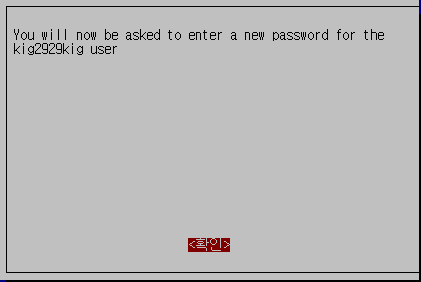 You will now be asked to enter a new password for the
kig2929kig user
<확인>